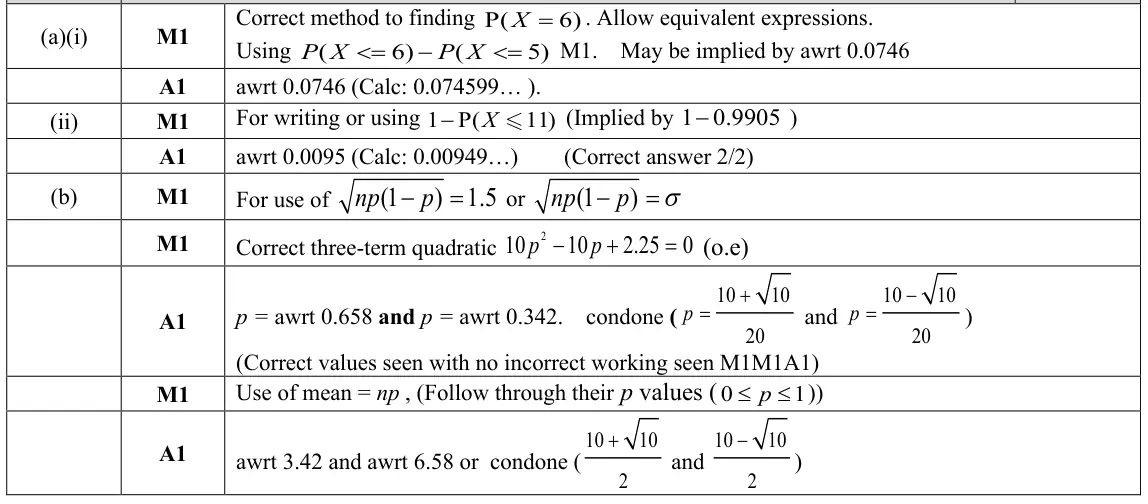 (a)(i) M1 Correct method to finding P(X = 6). Allow equivalent expressions.
Using P(X <= 6) − P(X <= 5) M1. May be implied by awrt 0.0746
A1 awrt 0.0746 (Calc: 0.074599… ).
(ii) M1 For writing or using 1 − P(X ⩽ 11) (Implied by 1 − 0.9905 )
A1 awrt 0.0095 (Calc: 0.00949…) (Correct answer 2/2)
(b) M1 For use of √np(1 − p) = 1.5 or √np(1 − p) = σ
M1 Correct three-term quadratic 10p² − 10p + 2.25 = 0 (o.e)
A1 p = awrt 0.658 and p = awrt 0.342. condone ( p = (10 + √10)/20 and p = (10 − √10)/20 )
(Correct values seen with no incorrect working seen M1M1A1)
M1 Use of mean = np , (Follow through their p values ( 0 ≤ p ≤ 1 ))
A1 awrt 3.42 and awrt 6.58 or condone ( (10 + √10)/2 and (10 − √10)/2 )